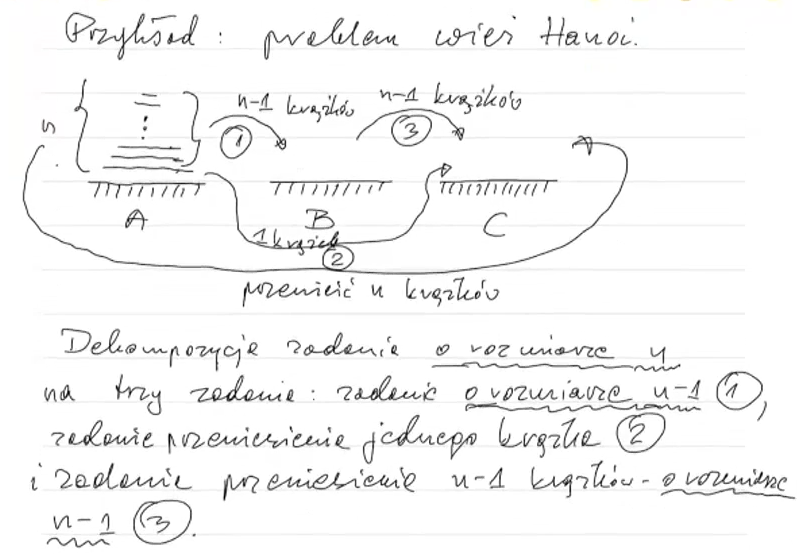 Przykład : problem wież Hanoi.
n-1 krążków
n-1 krążków
n
1
3
A
B
C
1 krążek
2
przenieść n krążków
Dekompozycja zadania o rozmiarze n
na trzy zadania : zadanie o rozmiarze n-1 1,
zadanie przeniesienia jednego krążka 2
i zadanie przeniesienia n-1 krążków - o rozmiarze
n-1 3.